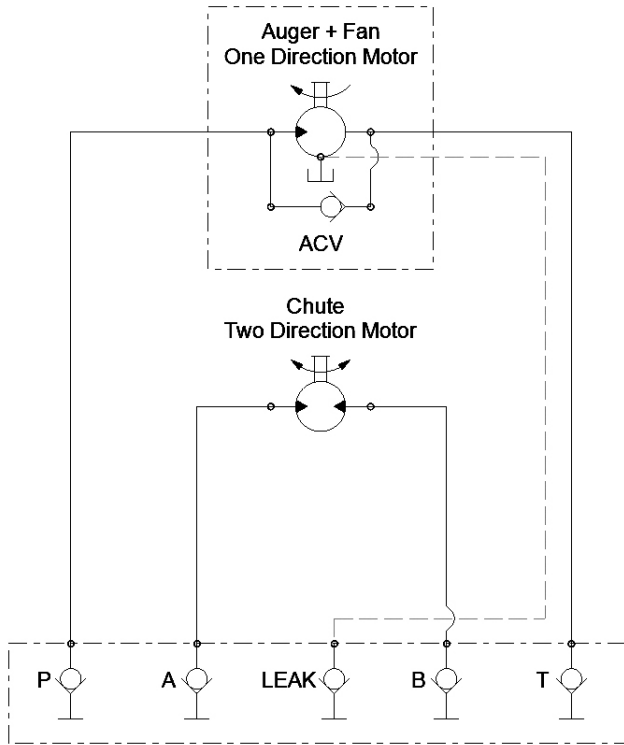 Auger + Fan
One Direction Motor
ACV
Chute
Two Direction Motor
P A LEAK B T